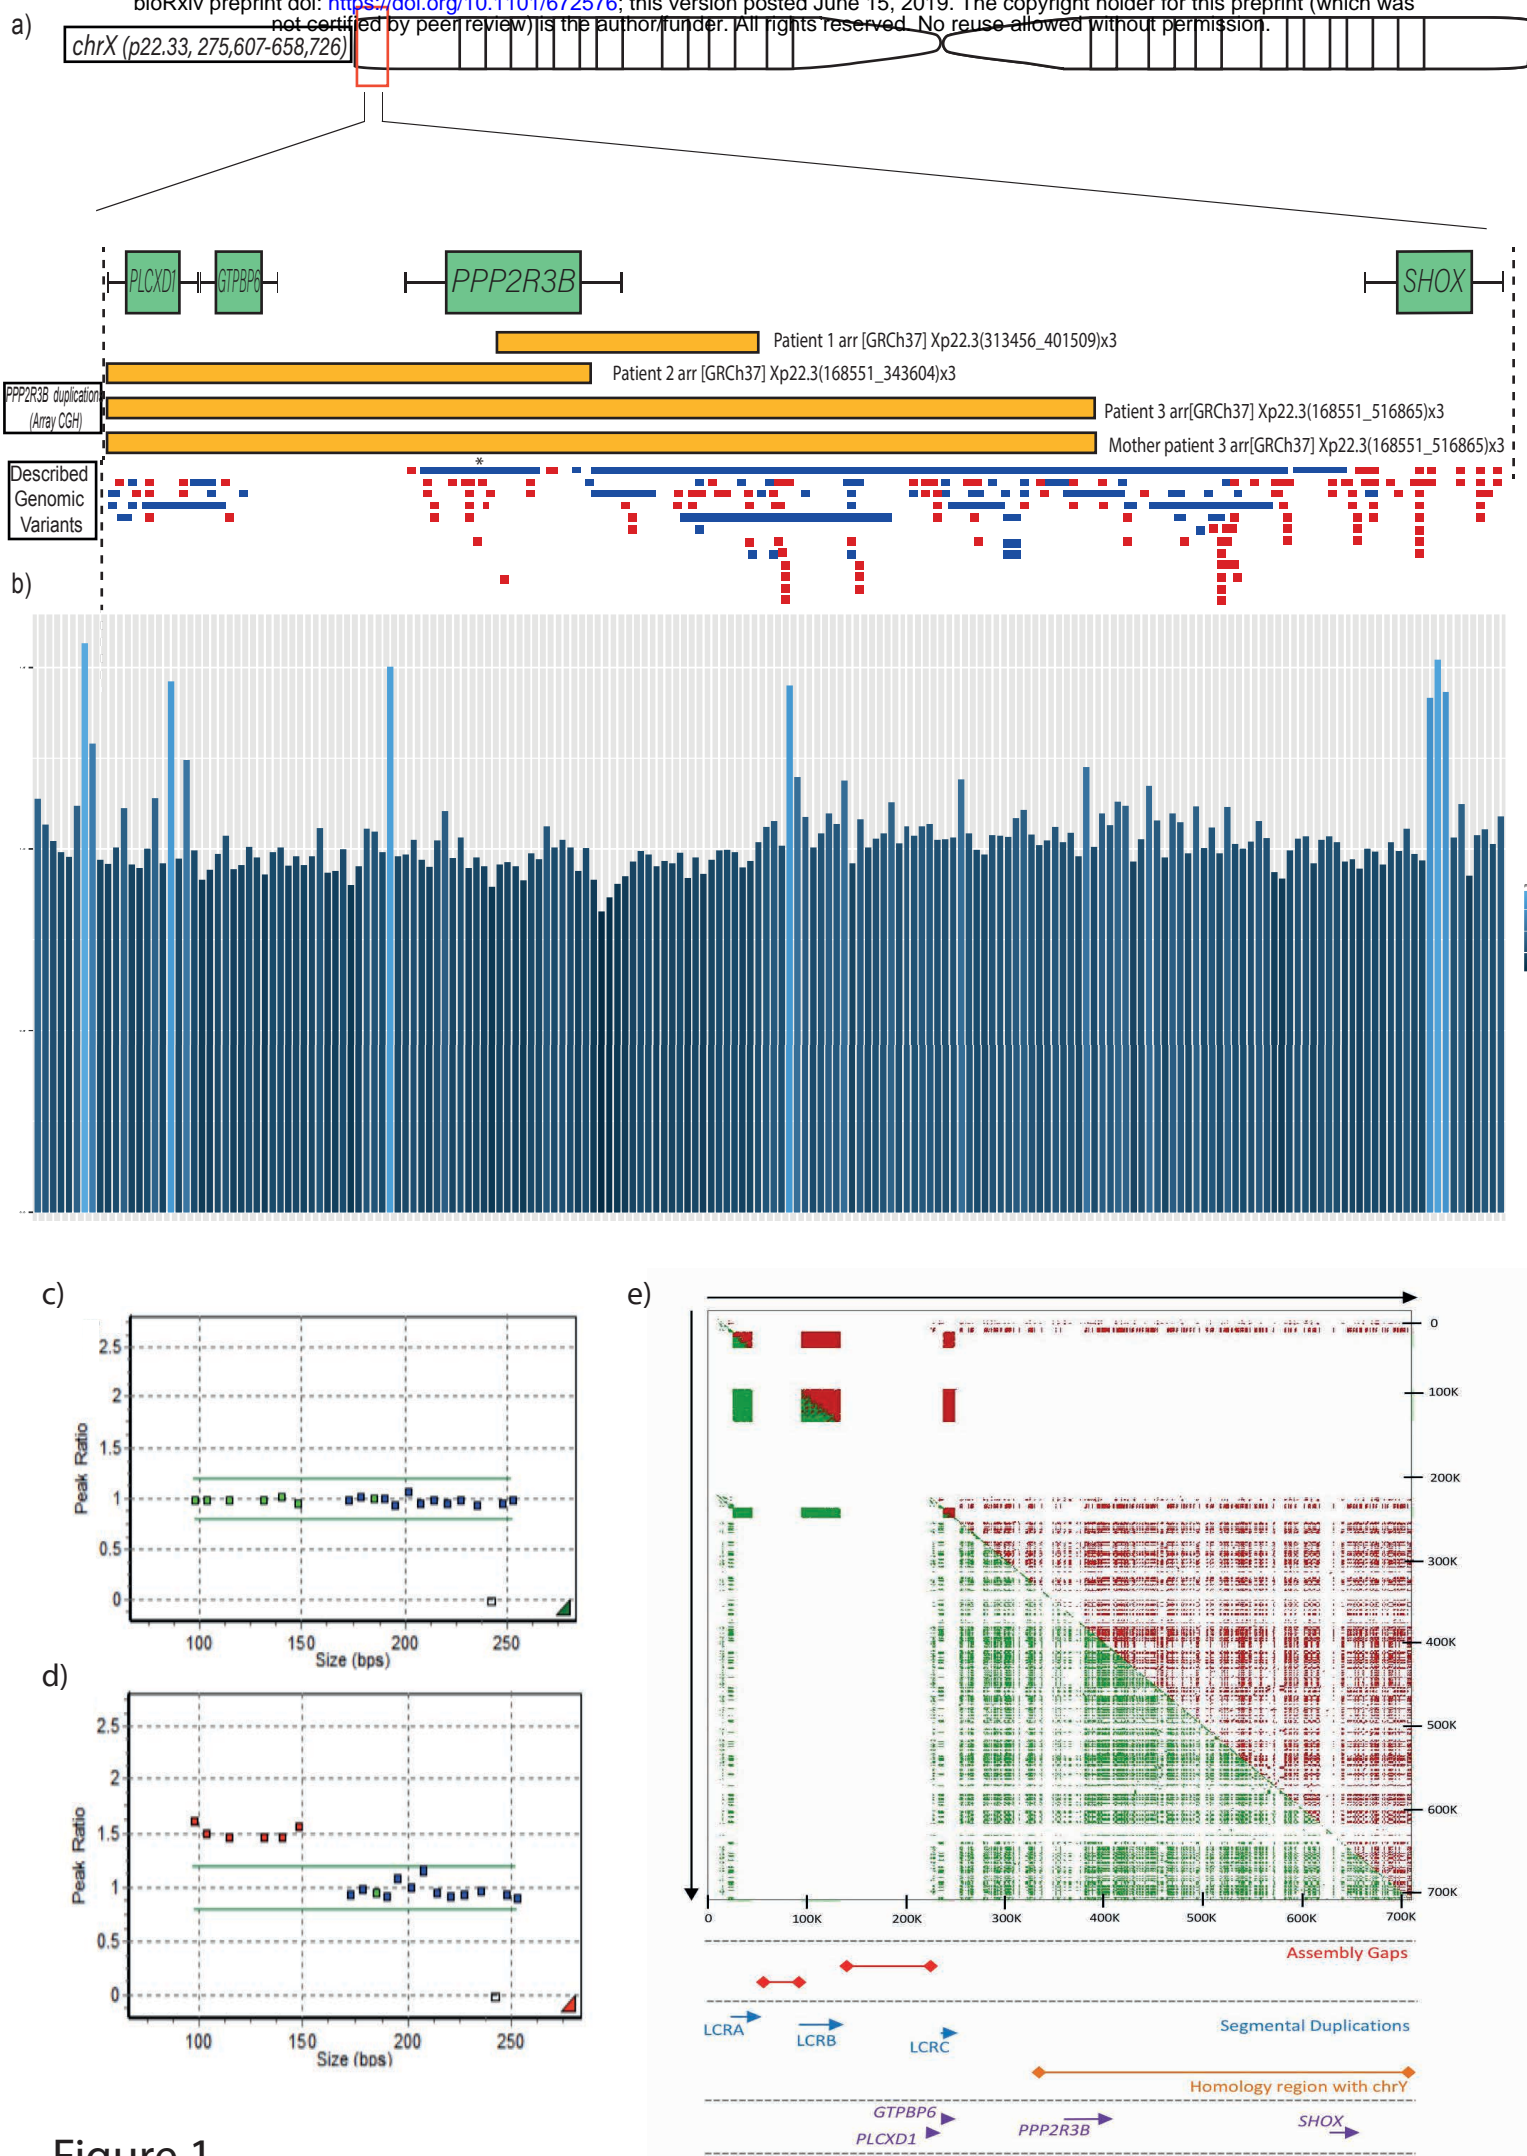 bioRxiv preprint doi: https://doi.org/10.1101/672576; this version posted June 15, 2019. The copyright holder for this preprint (which was
not certified by peer review) is the author/funder. All rights reserved. No reuse allowed without permission.
a)
chrX (p22.33, 275,607-658,726)
PLCXD1
GTPBP6
PPP2R3B
SHOX
Patient 1 arr [GRCh37] Xp22.3(313456_401509)x3
Patient 2 arr [GRCh37] Xp22.3(168551_343604)x3
PPP2R3B duplication
(Array CGH)
Patient 3 arr[GRCh37] Xp22.3(168551_516865)x3
Mother patient 3 arr[GRCh37] Xp22.3(168551_516865)x3
*
Described
Genomic
Variants
b)
c)
2.5
2
1.5
1
0.5
0
Peak Ratio
100
150
200
250
Size (bps)
d)
2.5
2
1.5
1
0.5
0
Peak Ratio
100
150
200
250
Size (bps)
e)
0
100K
200K
300K
400K
500K
600K
700K
0
100K
200K
300K
400K
500K
600K
700K
Assembly Gaps
LCRA
LCRB
LCRC
Segmental Duplications
Homology region with chrY
GTPBP6
PLCXD1
PPP2R3B
SHOX
Figure 1